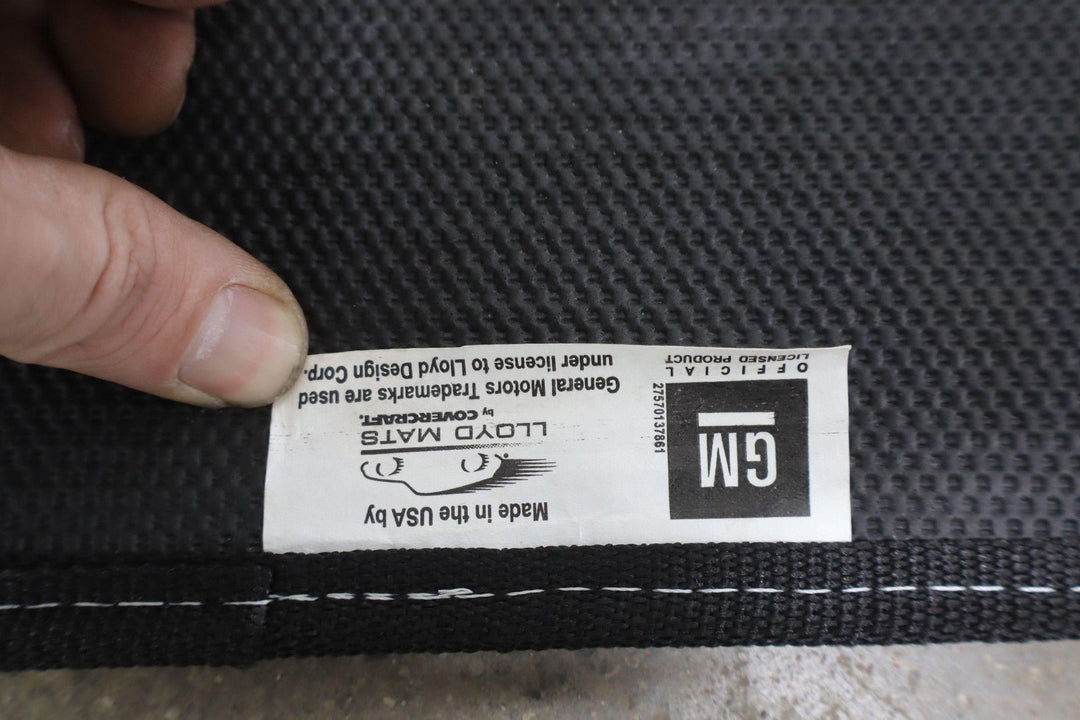 GM
OFFICIAL
LICENSED PRODUCT
27570137861
Made in the USA by
LLOYD MATS
by COVERCRAFT.
General Motors Trademarks are used
under license to Lloyd Design Corp.